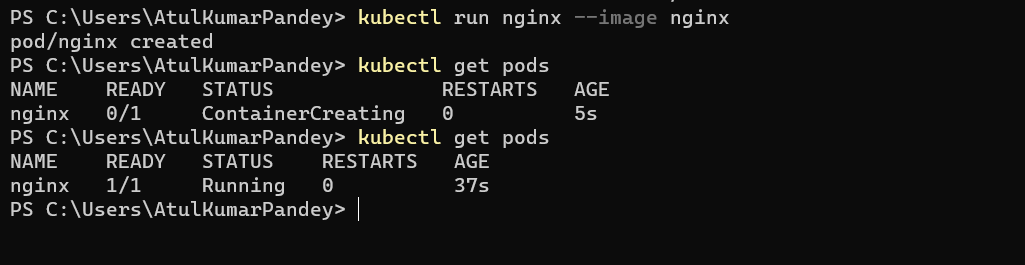 PS C:\Users\AtulKumarPandey> kubectl run nginx --image nginx
pod/nginx created
PS C:\Users\AtulKumarPandey> kubectl get pods
NAME    READY   STATUS              RESTARTS   AGE
nginx   0/1     ContainerCreating   0          5s
PS C:\Users\AtulKumarPandey> kubectl get pods
NAME    READY   STATUS    RESTARTS   AGE
nginx   1/1     Running   0          37s
PS C:\Users\AtulKumarPandey>